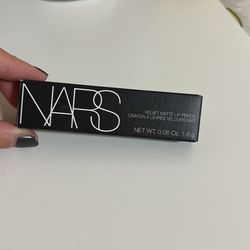 NARS
VELVET MATTE LIP PENCIL
CRAYON À LÈVRES VELOURS MAT
NET WT. 0.06 Oz. 1.8 g